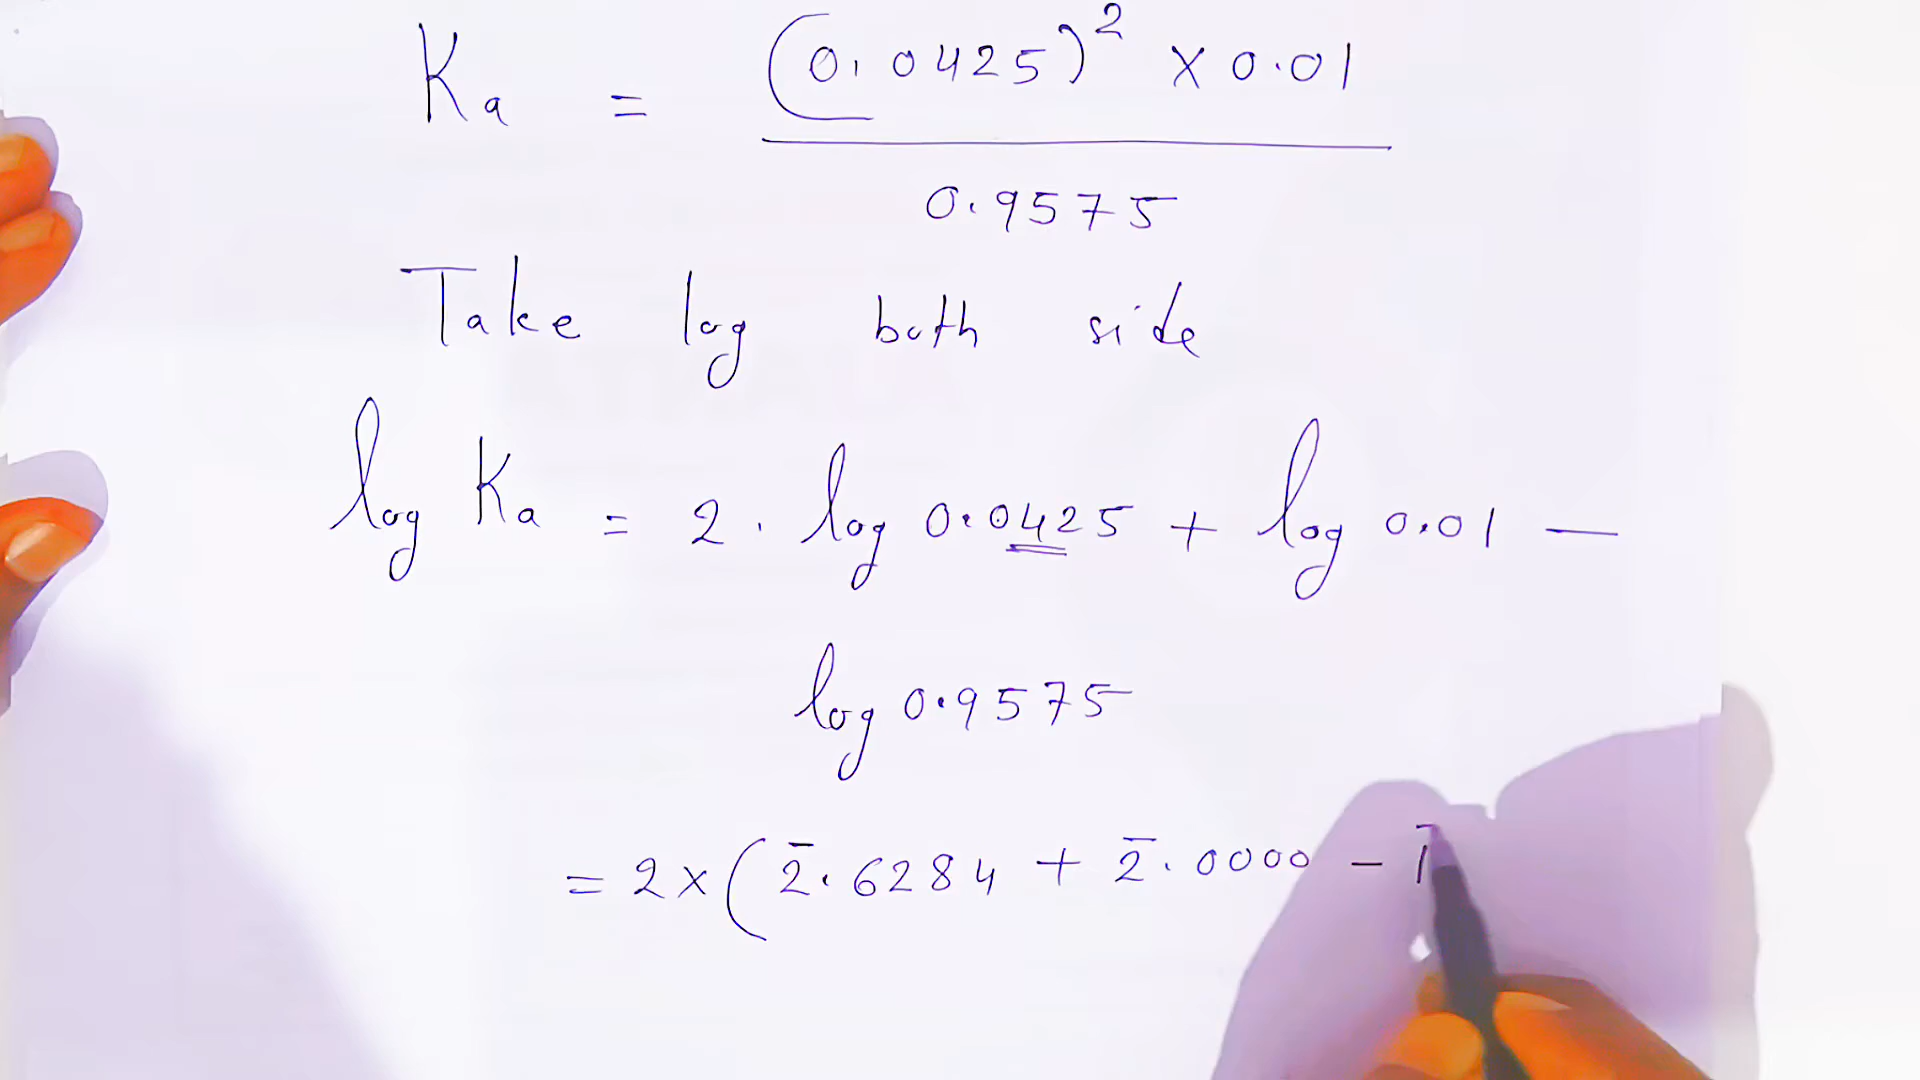 Ka = (0.0425)² × 0.01
0.9575
Take log both side
log Ka = 2 . log 0.0425 + log 0.01 —
log 0.9575
= 2 × ( 2̄.6284 + 2̄.0000 — 1̄